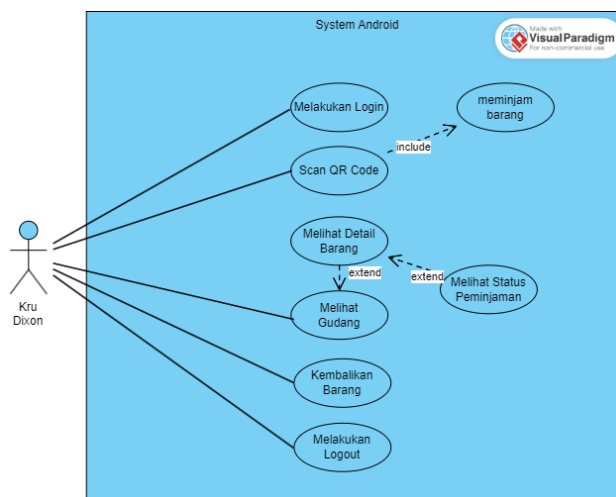 System Android
Made with
Visual Paradigm
For non-commercial use
Melakukan Login
meminjam
barang
include
Scan QR Code
Melihat Detail
Barang
extend
extend
Melihat Status
Peminjaman
Melihat
Gudang
Kru
Dixon
Kembalikan
Barang
Melakukan
Logout